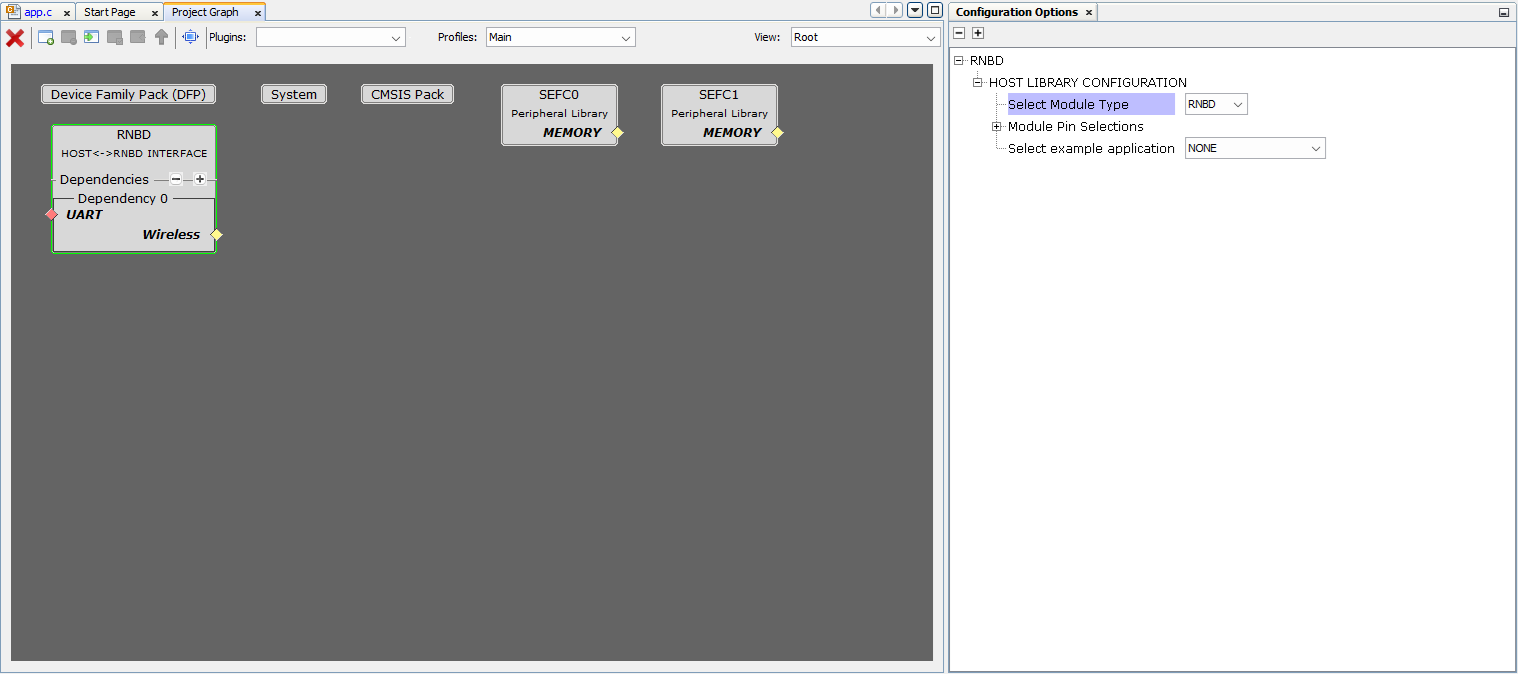 app.c
Start Page
Project Graph
Plugins:
Profiles: Main
View: Root
Device Family Pack (DFP)
System
CMSIS Pack
SEFC0
Peripheral Library
MEMORY
SEFC1
Peripheral Library
MEMORY
RNBD
HOST<->RNBD INTERFACE
Dependencies
Dependency 0
UART
Wireless
Configuration Options
RNBD
HOST LIBRARY CONFIGURATION
Select Module Type RNBD
Module Pin Selections
Select example application NONE